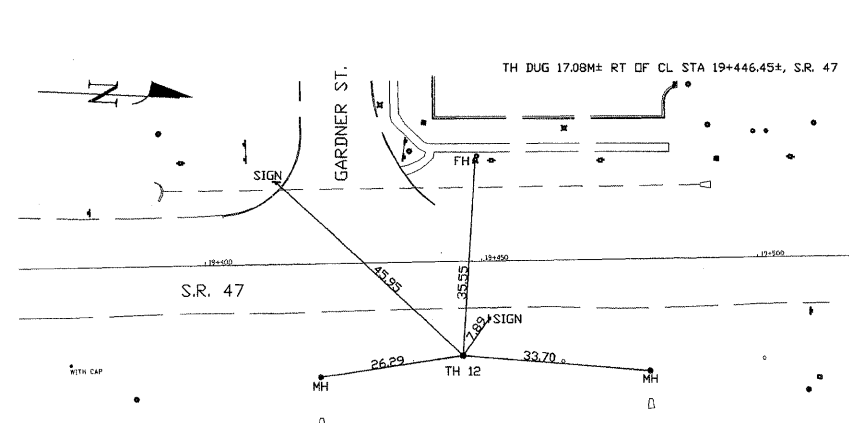 TH DUG 17.08M± RT OF CL STA 19+446.45±, S.R. 47
N
GARDNER ST.
FH
SIGN
19+400
19+450
19+500
45.95
35.55
S.R. 47
SIGN
7.89
26.29
33.70
TH 12
WITH CAP
MH
MH